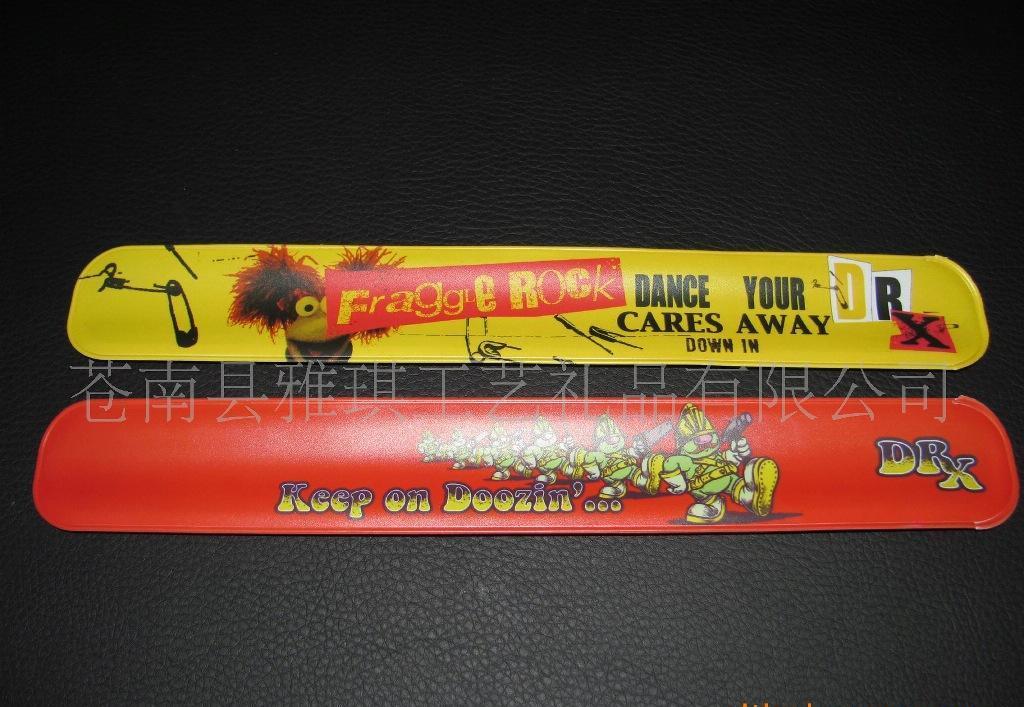 Fraggle Rock
DANCE YOUR
CARES AWAY
DOWN IN
DR
X
苍南县雅琪工艺礼品有限公司
Keep on Doozin'...
DRX